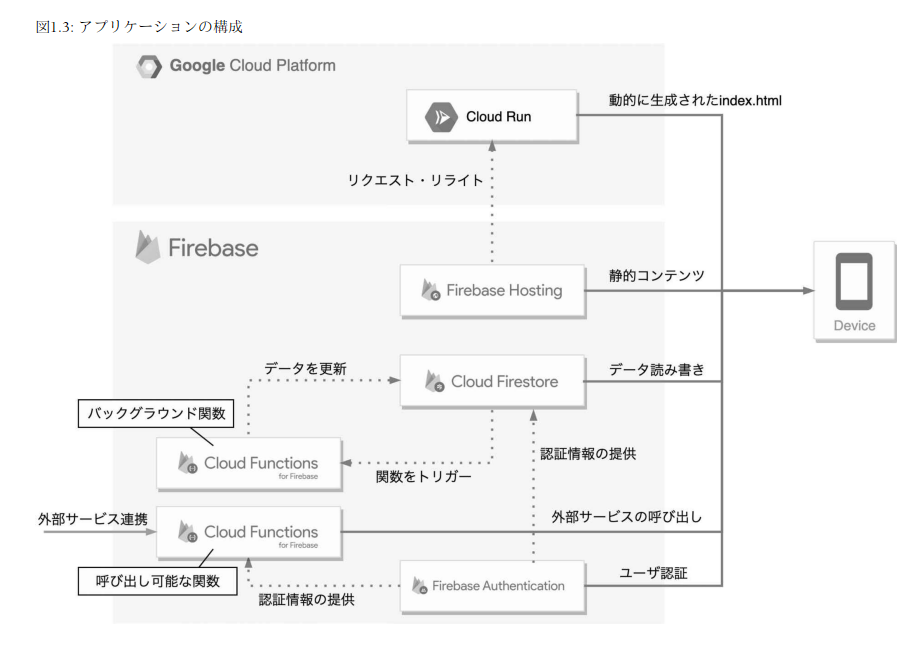 図1.3: アプリケーションの構成
Google Cloud Platform
動的に生成されたindex.html
Cloud Run
リクエスト・リライト
Firebase
静的コンテンツ
Firebase Hosting
Device
データを更新
データ読み書き
Cloud Firestore
バックグラウンド関数
認証情報の提供
Cloud Functions
for Firebase
関数をトリガー
外部サービス連携
外部サービスの呼び出し
Cloud Functions
for Firebase
呼び出し可能な関数
ユーザ認証
Firebase Authentication
認証情報の提供